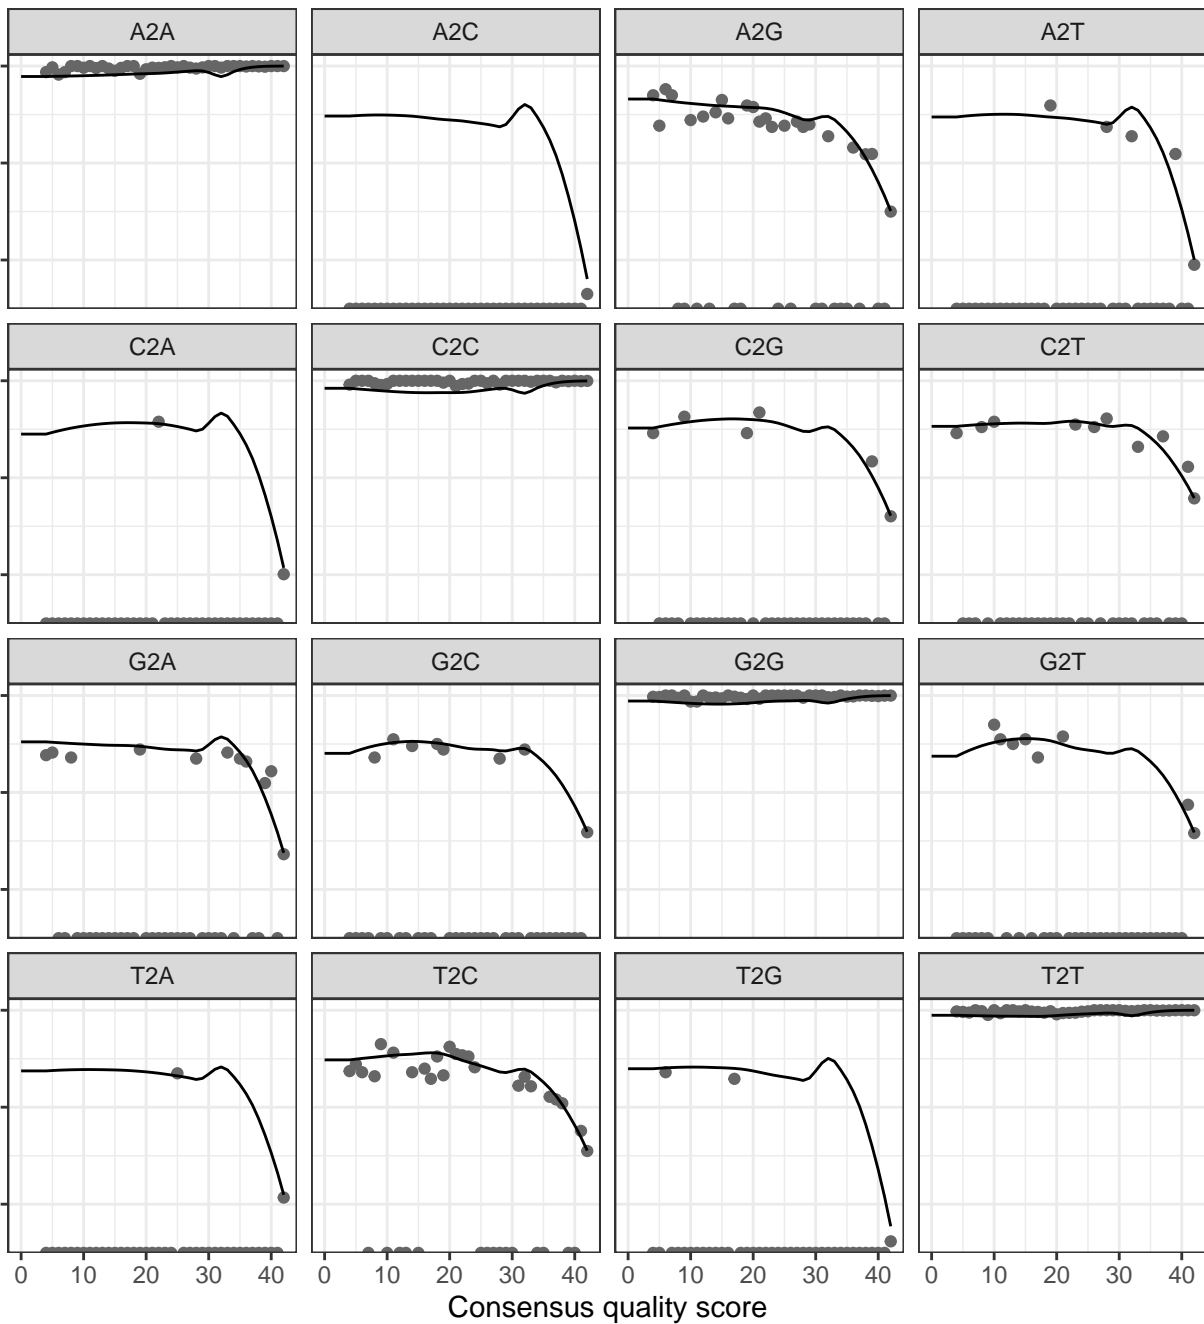 A2A A2C A2G A2T
C2A C2C C2G C2T
G2A G2C G2G G2T
T2A T2C T2G T2T
0 10 20 30 40 0 10 20 30 40 0 10 20 30 40 0 10 20 30 40
Consensus quality score